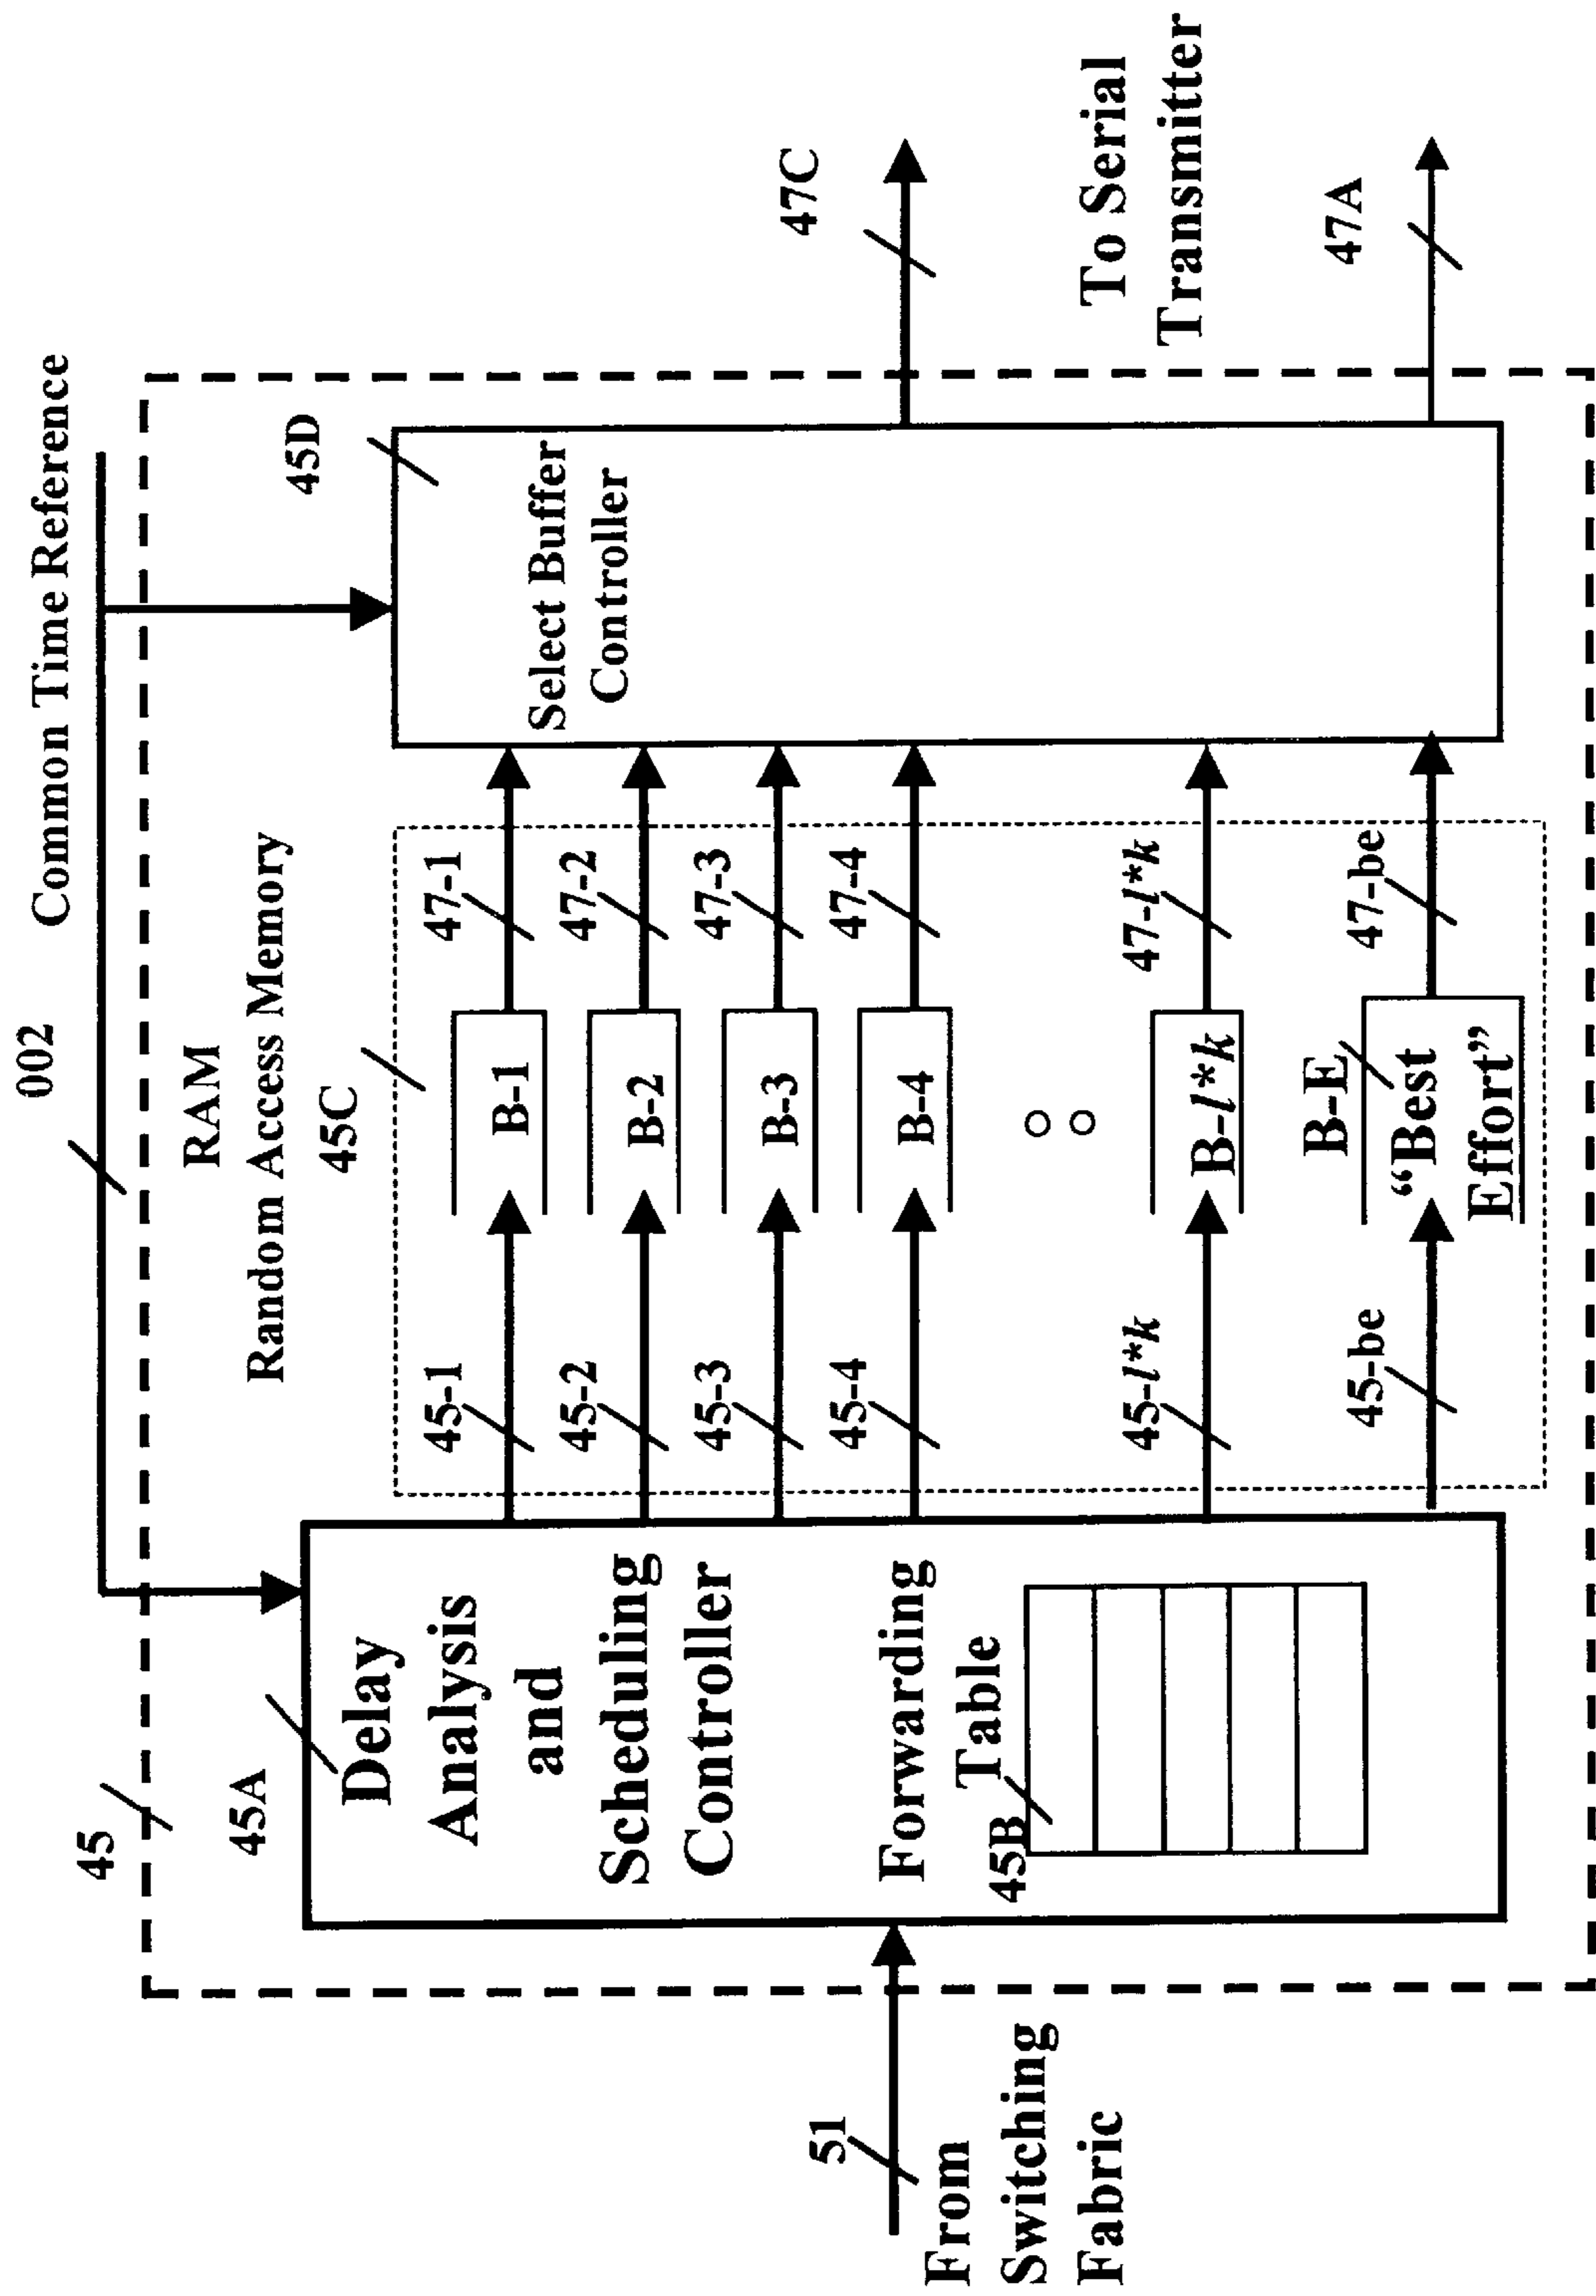 002
Common Time Reference
45
RAM
Random Access Memory
45A
45C
45D
Delay
Analysis
and
Scheduling
Controller
Forwarding
Table
45B
45-1
B-1
47-1
45-2
B-2
47-2
45-3
B-3
47-3
45-4
B-4
47-4
45-l*k
B-l*k
47-l*k
B-E
45-be
“Best
Effort”
47-be
Select Buffer
Controller
51
From
Switching
Fabric
47C
To Serial
Transmitter
47A